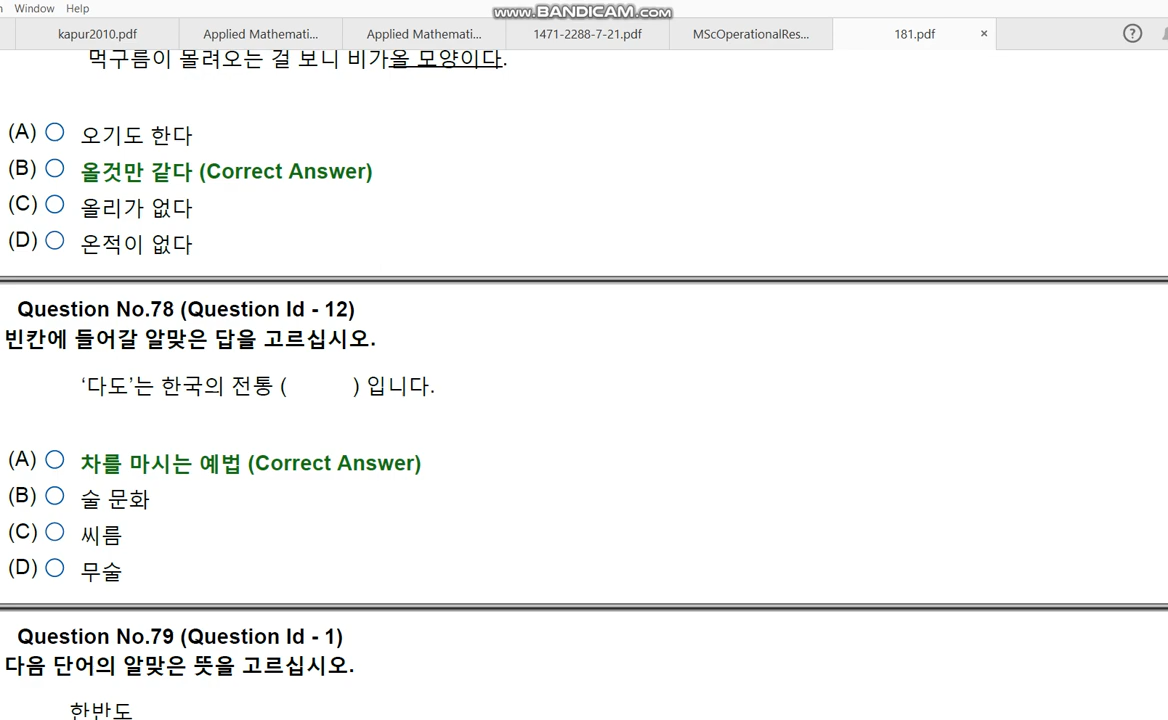 Window Help
www.BANDICAM.com
kapur2010.pdf Applied Mathemati... Applied Mathemati... 1471-2288-7-21.pdf MScOperationalRes... 181.pdf × ?
먹구름이 몰려오는 걸 보니 비가올 모양이다.
(A) 오기도 한다
(B) 올것만 같다 (Correct Answer)
(C) 올리가 없다
(D) 온적이 없다
Question No.78 (Question Id - 12)
빈칸에 들어갈 알맞은 답을 고르십시오.
‘다도’는 한국의 전통 ( ) 입니다.
(A) 차를 마시는 예법 (Correct Answer)
(B) 술 문화
(C) 씨름
(D) 무술
Question No.79 (Question Id - 1)
다음 단어의 알맞은 뜻을 고르십시오.
한반도